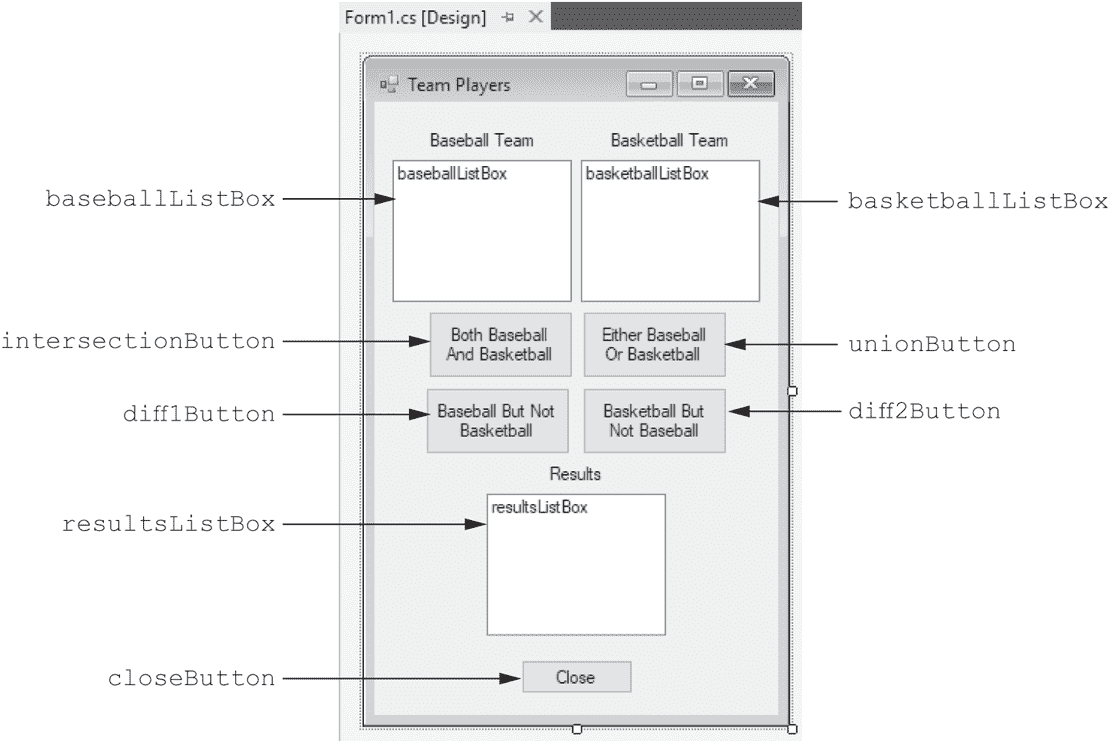 Form1.cs [Design]
Team Players
Baseball Team
Basketball Team
baseballListBox
baseballListBox
basketballListBox
basketballListBox
intersectionButton
Both Baseball
And Basketball
Either Baseball
Or Basketball
unionButton
diff1Button
Baseball But Not
Basketball
Basketball But
Not Baseball
diff2Button
Results
resultsListBox
resultsListBox
closeButton
Close